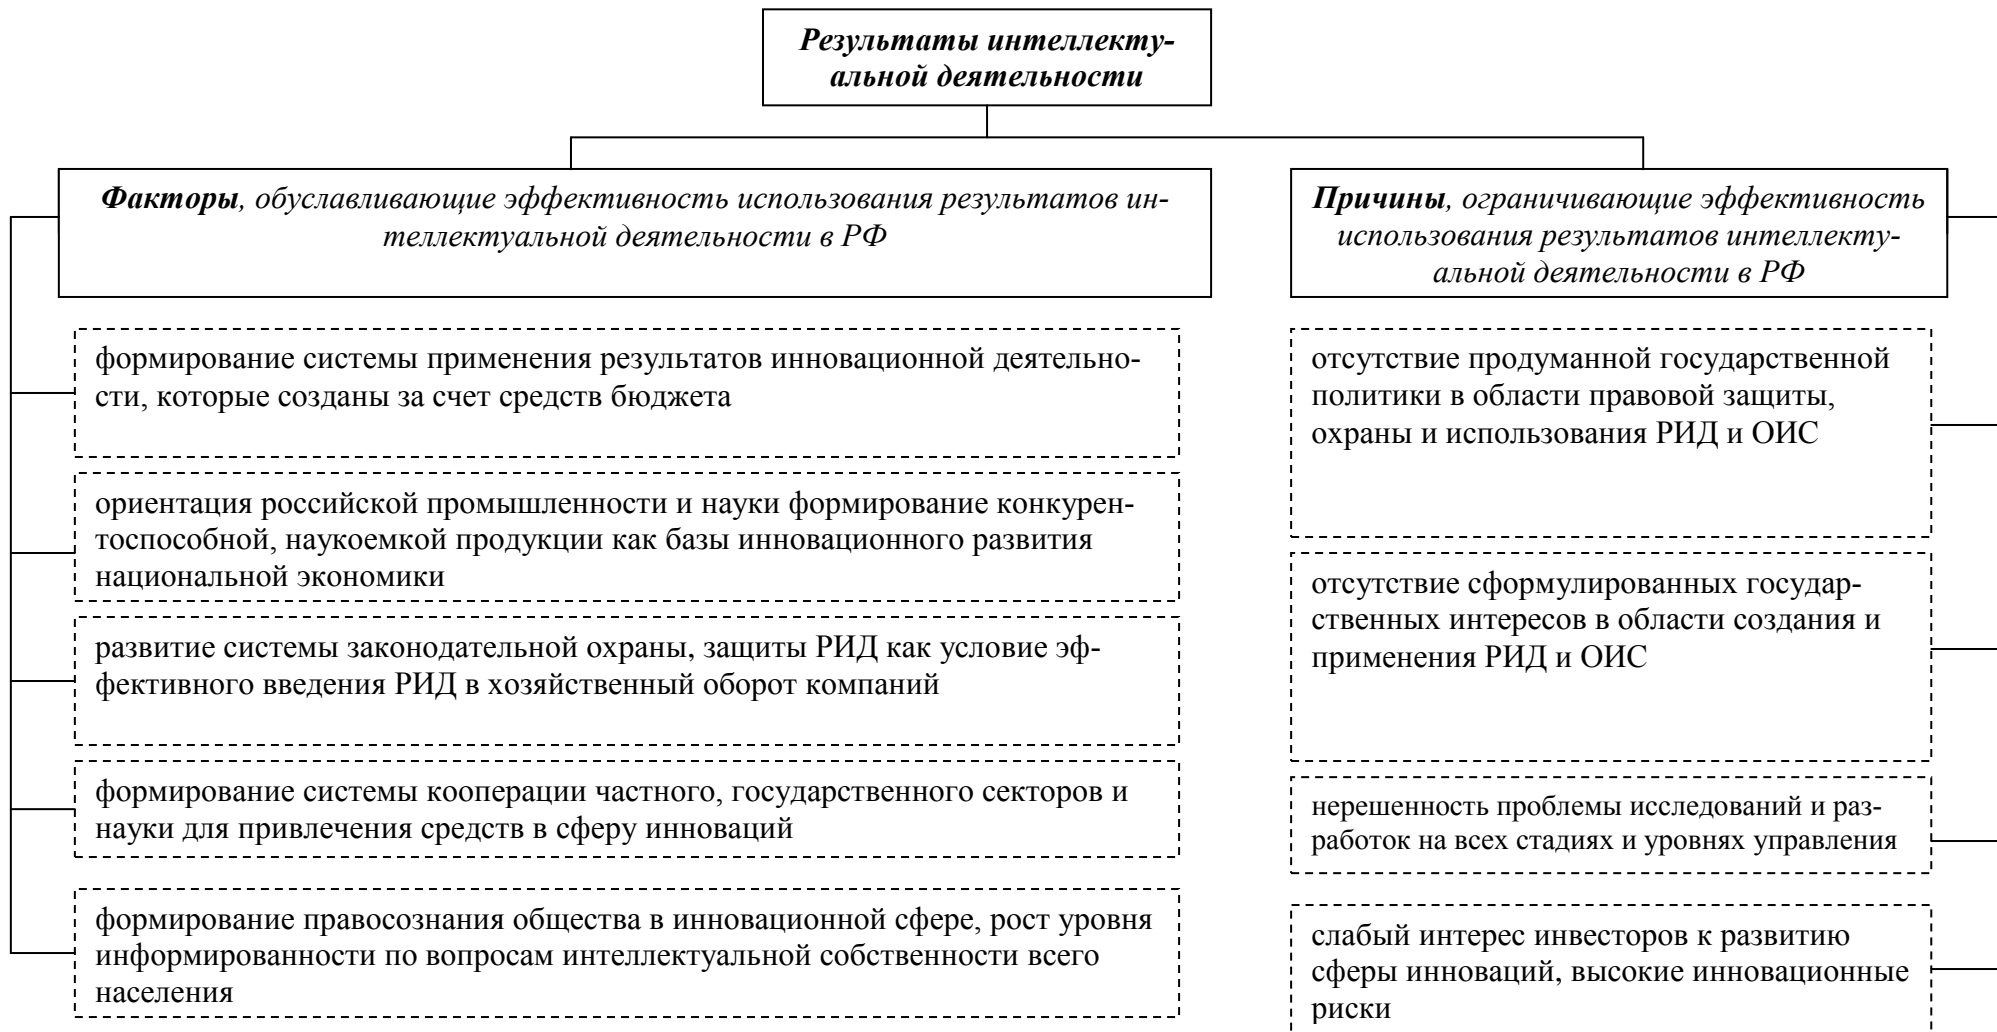 Результаты интеллекту-
альной деятельности
Факторы, обуславливающие эффективность использования результатов ин-
теллектуальной деятельности в РФ
формирование системы применения результатов инновационной деятельно-
сти, которые созданы за счет средств бюджета
ориентация российской промышленности и науки формирование конкурен-
тоспособной, наукоемкой продукции как базы инновационного развития
национальной экономики
развитие системы законодательной охраны, защиты РИД как условие эф-
фективного введения РИД в хозяйственный оборот компаний
формирование системы кооперации частного, государственного секторов и
науки для привлечения средств в сферу инноваций
формирование правосознания общества в инновационной сфере, рост уровня
информированности по вопросам интеллектуальной собственности всего
населения
Причины, ограничивающие эффективность
использования результатов интеллекту-
альной деятельности в РФ
отсутствие продуманной государственной
политики в области правовой защиты,
охраны и использования РИД и ОИС
отсутствие сформулированных государ-
ственных интересов в области создания и
применения РИД и ОИС
нерешенность проблемы исследований и раз-
работок на всех стадиях и уровнях управления
слабый интерес инвесторов к развитию
сферы инноваций, высокие инновационные
риски